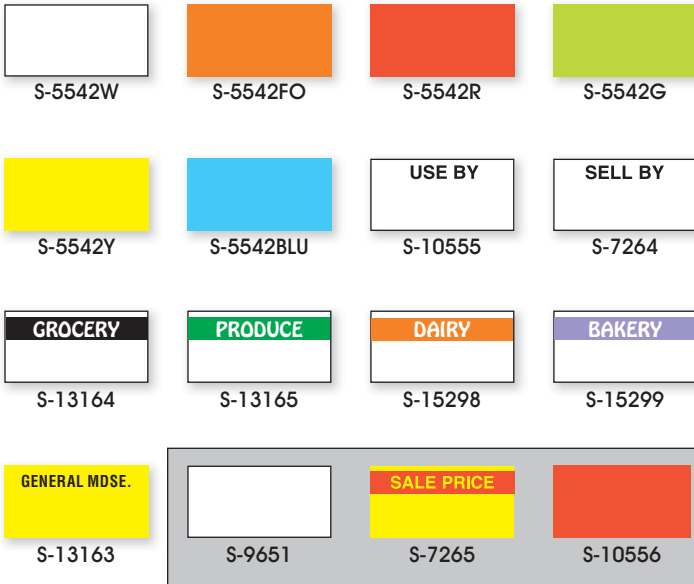 S-5542W S-5542FO S-5542R S-5542G
USE BY SELL BY
S-5542Y S-5542BLU S-10555 S-7264
GROCERY PRODUCE DAIRY BAKERY
S-13164 S-13165 S-15298 S-15299
GENERAL MDSE. SALE PRICE
S-13163 S-9651 S-7265 S-10556